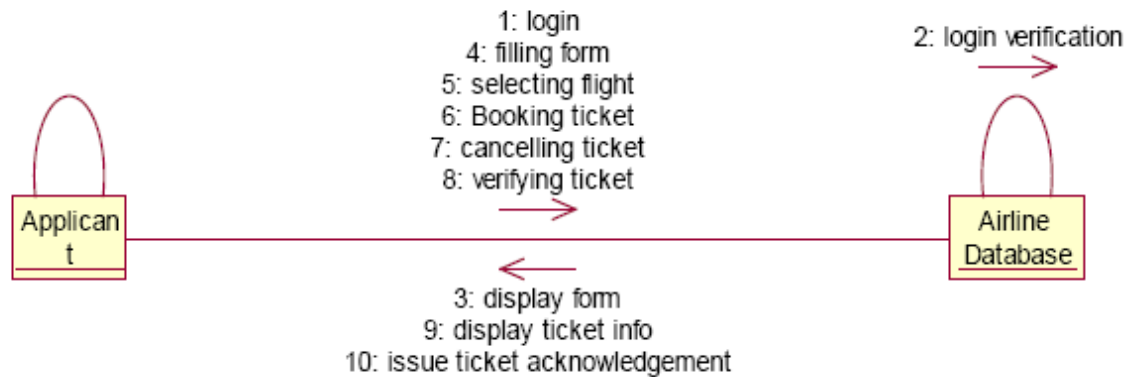 1: login
4: filling form
5: selecting flight
6: Booking ticket
7: cancelling ticket
8: verifying ticket
2: login verification
Applican
t
Airline
Database
3: display form
9: display ticket info
10: issue ticket acknowledgement